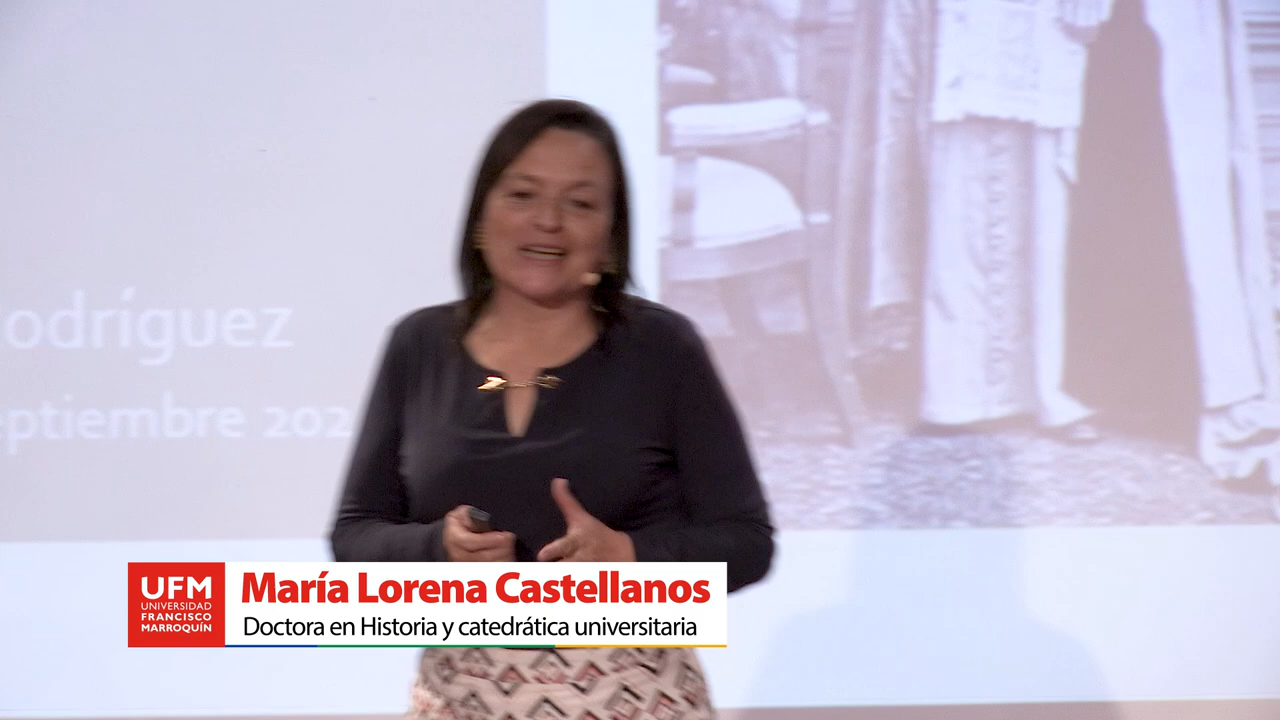 odríguez
eptiembre 202
UFM
UNIVERSIDAD
FRANCISCO
MARROQUÍN
María Lorena Castellanos
Doctora en Historia y catedrática universitaria